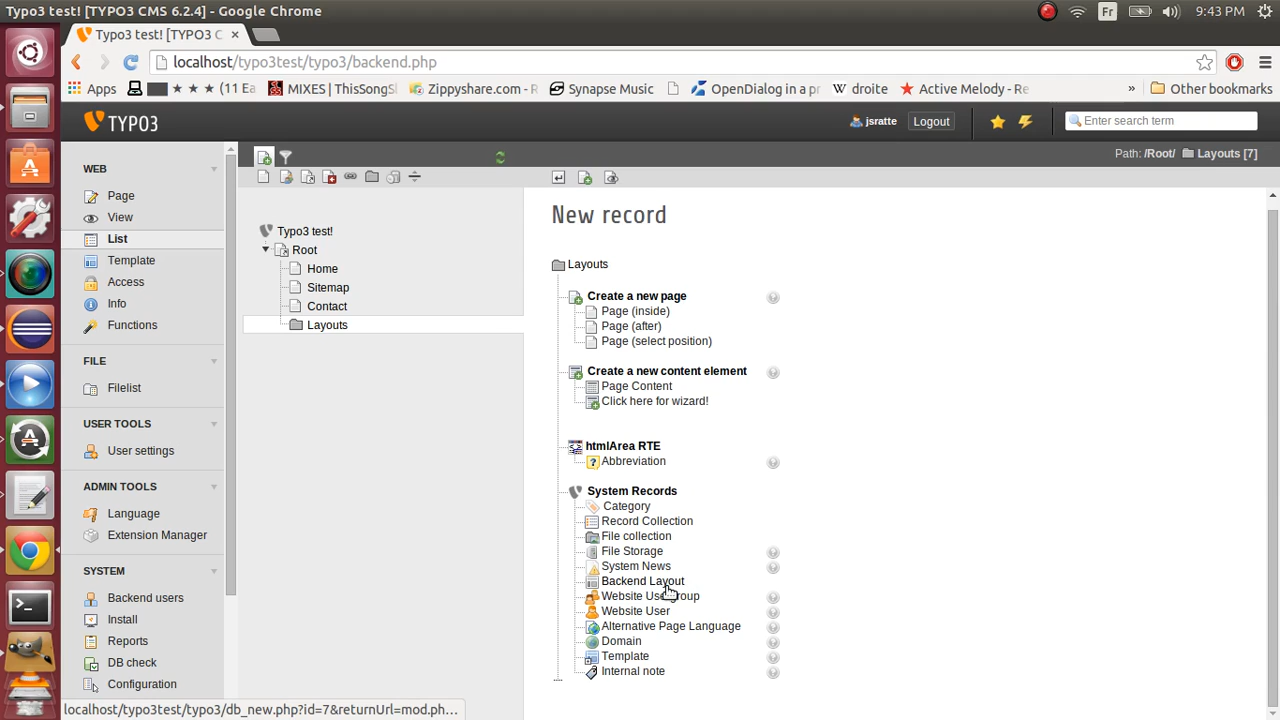 Typo3 test! [TYPO3 CMS 6.2.4] - Google Chrome
Fr
9:43 PM
Typo3 test! [TYPO3 C
localhost/typo3test/typo3/backend.php
Apps
★ ★ ★ (11 Ea
MIXES | ThisSongS
Zippyshare.com - R
Synapse Music
OpenDialog in a pr
W droite
Active Melody - Re
»
Other bookmarks
TYPO3
jsratte
Logout
Enter search term
WEB
Page
View
List
Template
Access
Info
Functions
FILE
Filelist
USER TOOLS
User settings
ADMIN TOOLS
Language
Extension Manager
SYSTEM
Backend users
Install
Reports
DB check
Configuration
Typo3 test!
Root
Home
Sitemap
Contact
Layouts
Path: /Root/ Layouts [7]
New record
Layouts
Create a new page
Page (inside)
Page (after)
Page (select position)
Create a new content element
Page Content
Click here for wizard!
htmlArea RTE
Abbreviation
System Records
Category
Record Collection
File collection
File Storage
System News
Backend Layout
Website Usergroup
Website User
Alternative Page Language
Domain
Template
Internal note
localhost/typo3test/typo3/db_new.php?id=7&returnUrl=mod.ph...